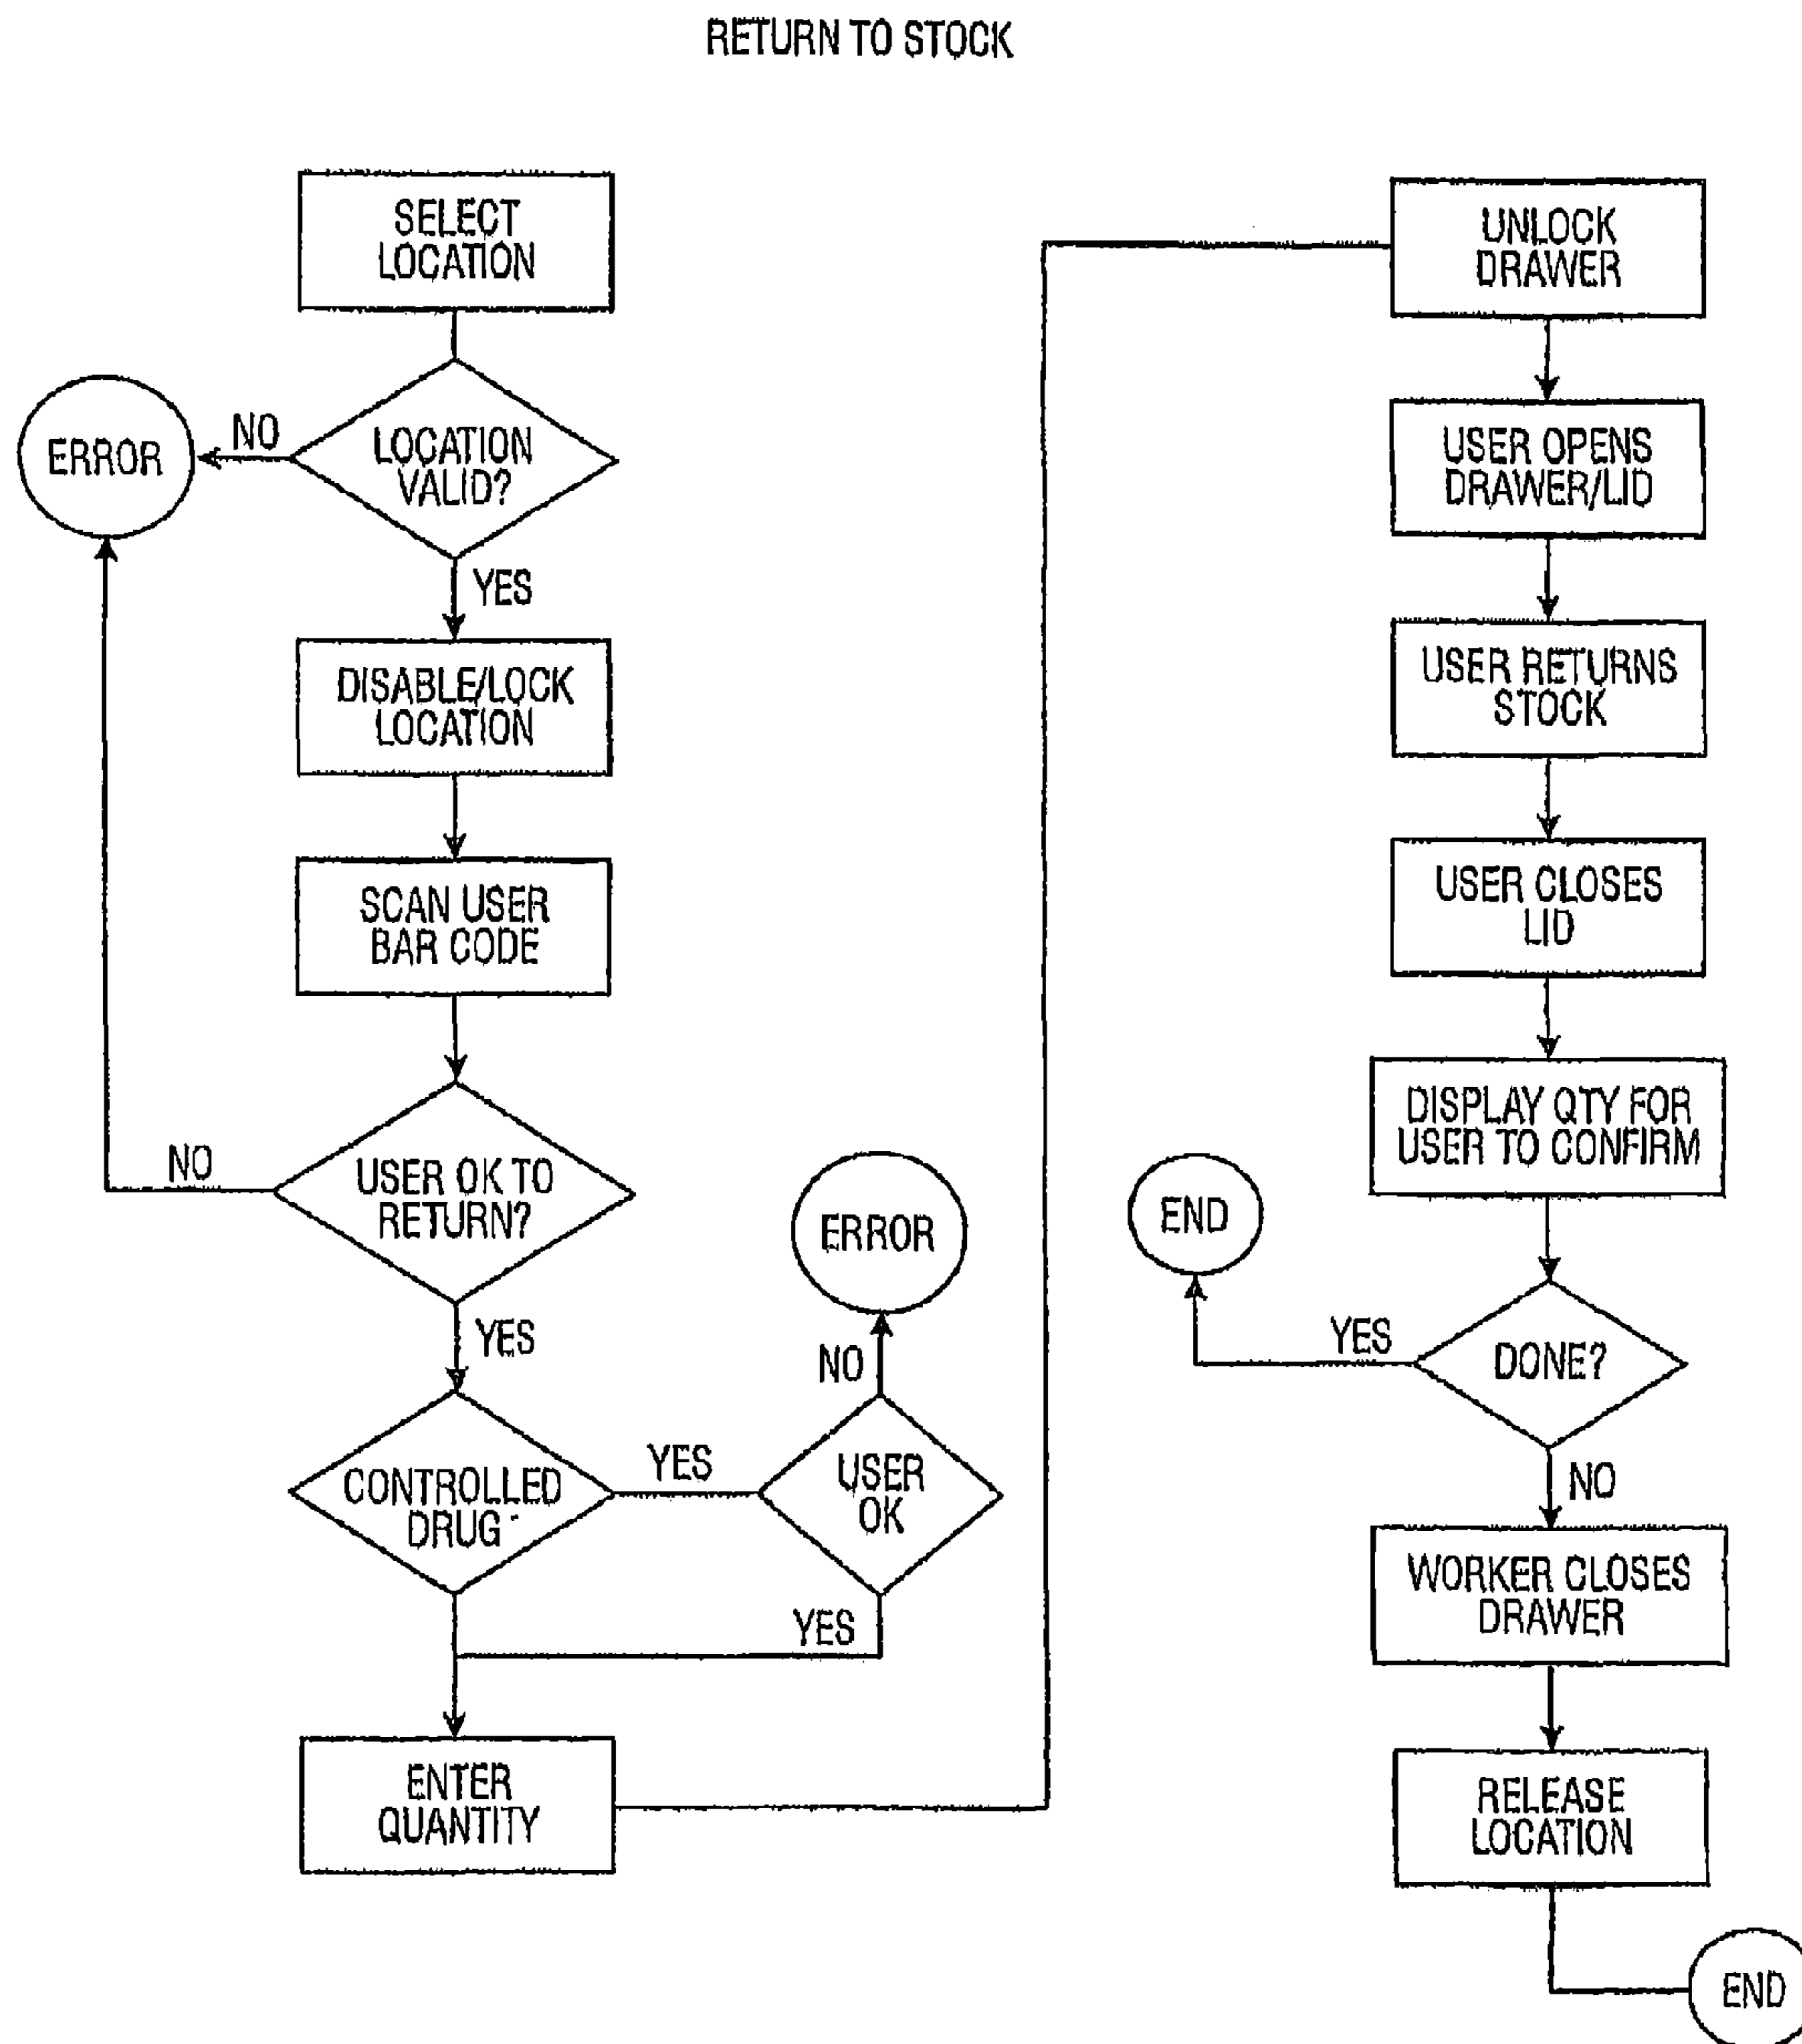 RETURN TO STOCK
SELECT
LOCATION
ERROR
NO
LOCATION
VALID?
YES
DISABLE/LOCK
LOCATION
SCAN USER
BAR CODE
NO
USER OK TO
RETURN?
YES
CONTROLLED
DRUG
YES
USER
OK
NO
ERROR
YES
ENTER
QUANTITY
UNLOCK
DRAWER
USER OPENS
DRAWER/LID
USER RETURNS
STOCK
USER CLOSES
LID
DISPLAY QTY FOR
USER TO CONFIRM
END
YES
DONE?
NO
WORKER CLOSES
DRAWER
RELEASE
LOCATION
END